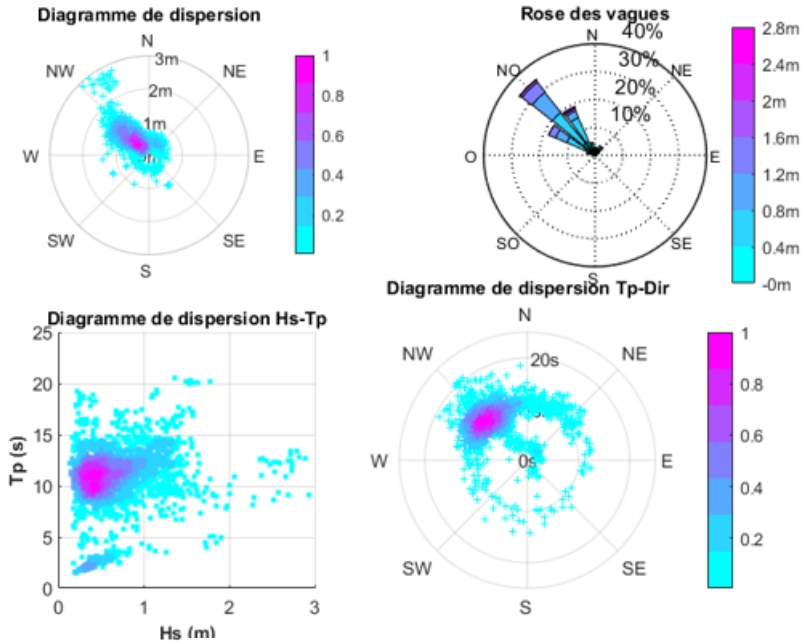 Diagramme de dispersion
N
NW
NE
W
E
SW
SE
S
3m
2m
1m
1
0.8
0.6
0.4
0.2
Rose des vagues
N
NO
NE
O
E
SO
SE
S
40%
30%
20%
10%
2.8m
2.4m
2m
1.6m
1.2m
0.8m
0.4m
-0m
Diagramme de dispersion Hs-Tp
25
20
15
10
5
0
Tp (s)
0
1
2
3
Hs (m)
Diagramme de dispersion Tp-Dir
N
NW
NE
W
E
SW
SE
S
20s
0s
1
0.8
0.6
0.4
0.2